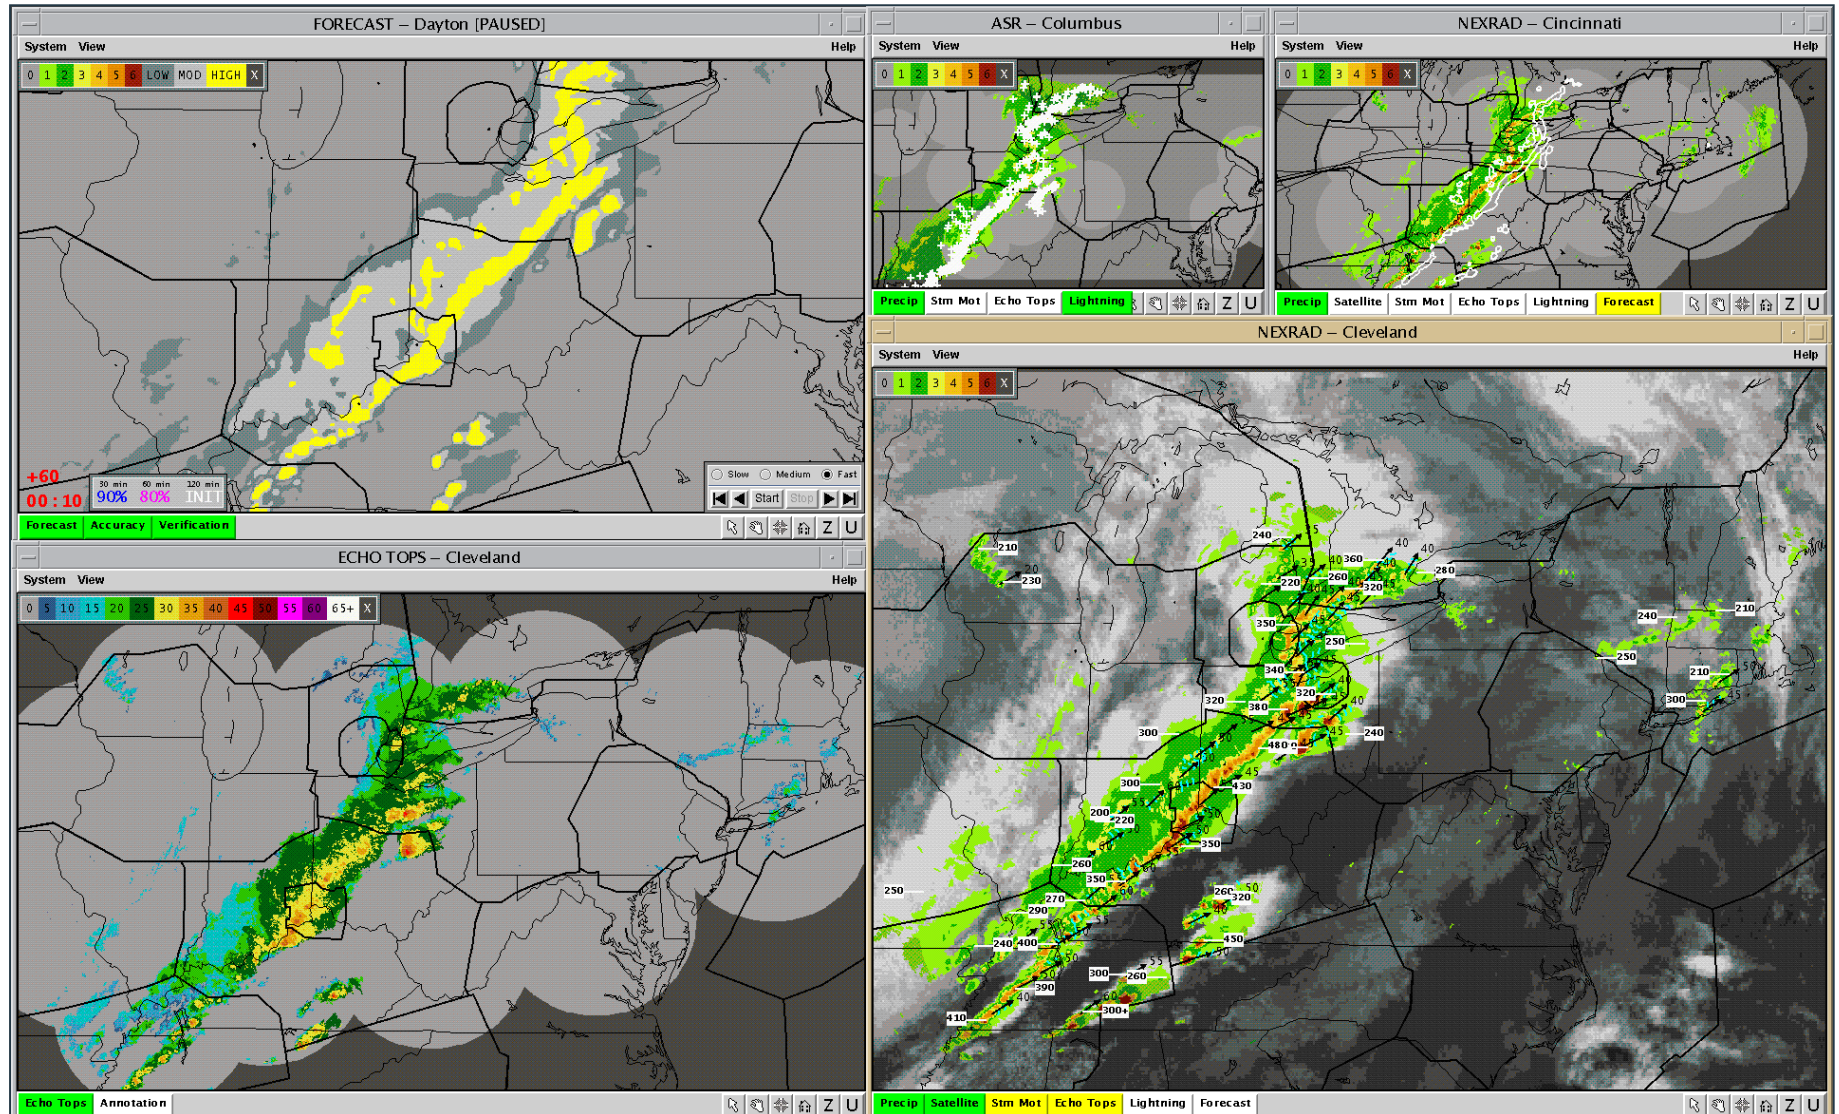 FORECAST – Dayton [PAUSED]
System View Help
0 1 2 3 4 5 6 LOW MOD HIGH X
+60
00:10
30 min 60 min 120 min
90% 80% INIT
Slow Medium Fast
Start Stop
Forecast Accuracy Verification
Z U
ASR – Columbus
System View Help
0 1 2 3 4 5 6 X
Precip Stm Mot Echo Tops Lightning
Z U
NEXRAD – Cincinnati
System View Help
0 1 2 3 4 5 6 X
Precip Satellite Stm Mot Echo Tops Lightning Forecast
Z U
ECHO TOPS – Cleveland
System View Help
0 5 10 15 20 25 30 35 40 45 50 55 60 65+ X
Echo Tops Annotation
Z U
NEXRAD – Cleveland
System View Help
0 1 2 3 4 5 6 X
210
20
230
240
40
40
360
280
220
260
320
350
250
340
320
320
380
300
480
240
300
430
200
220
350
260
350
250
270
290
260
320
50
240
400
450
300
260
55
390
410
300+
240
210
250
210
300
Precip Satellite Stm Mot Echo Tops Lightning Forecast
Z U